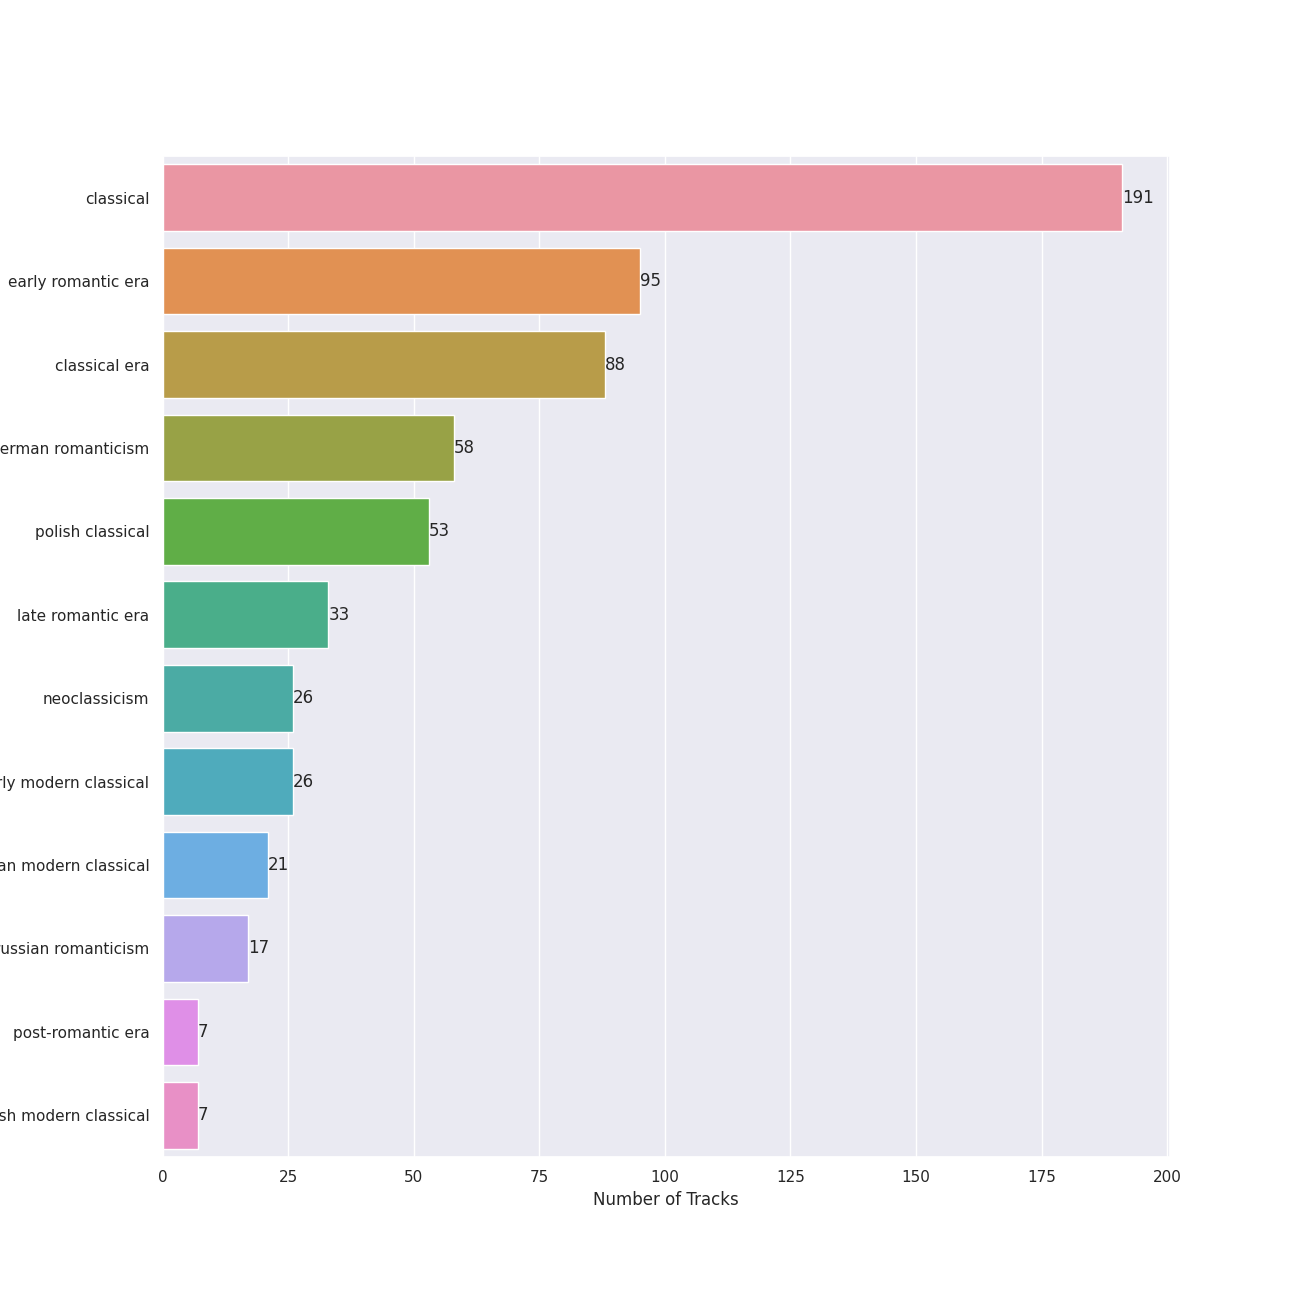 classical 191
early romantic era 95
classical era 88
erman romanticism 58
polish classical 53
late romantic era 33
neoclassicism 26
rly modern classical 26
an modern classical 21
ussian romanticism 17
post-romantic era 7
sh modern classical 7
0 25 50 75 100 125 150 175 200
Number of Tracks